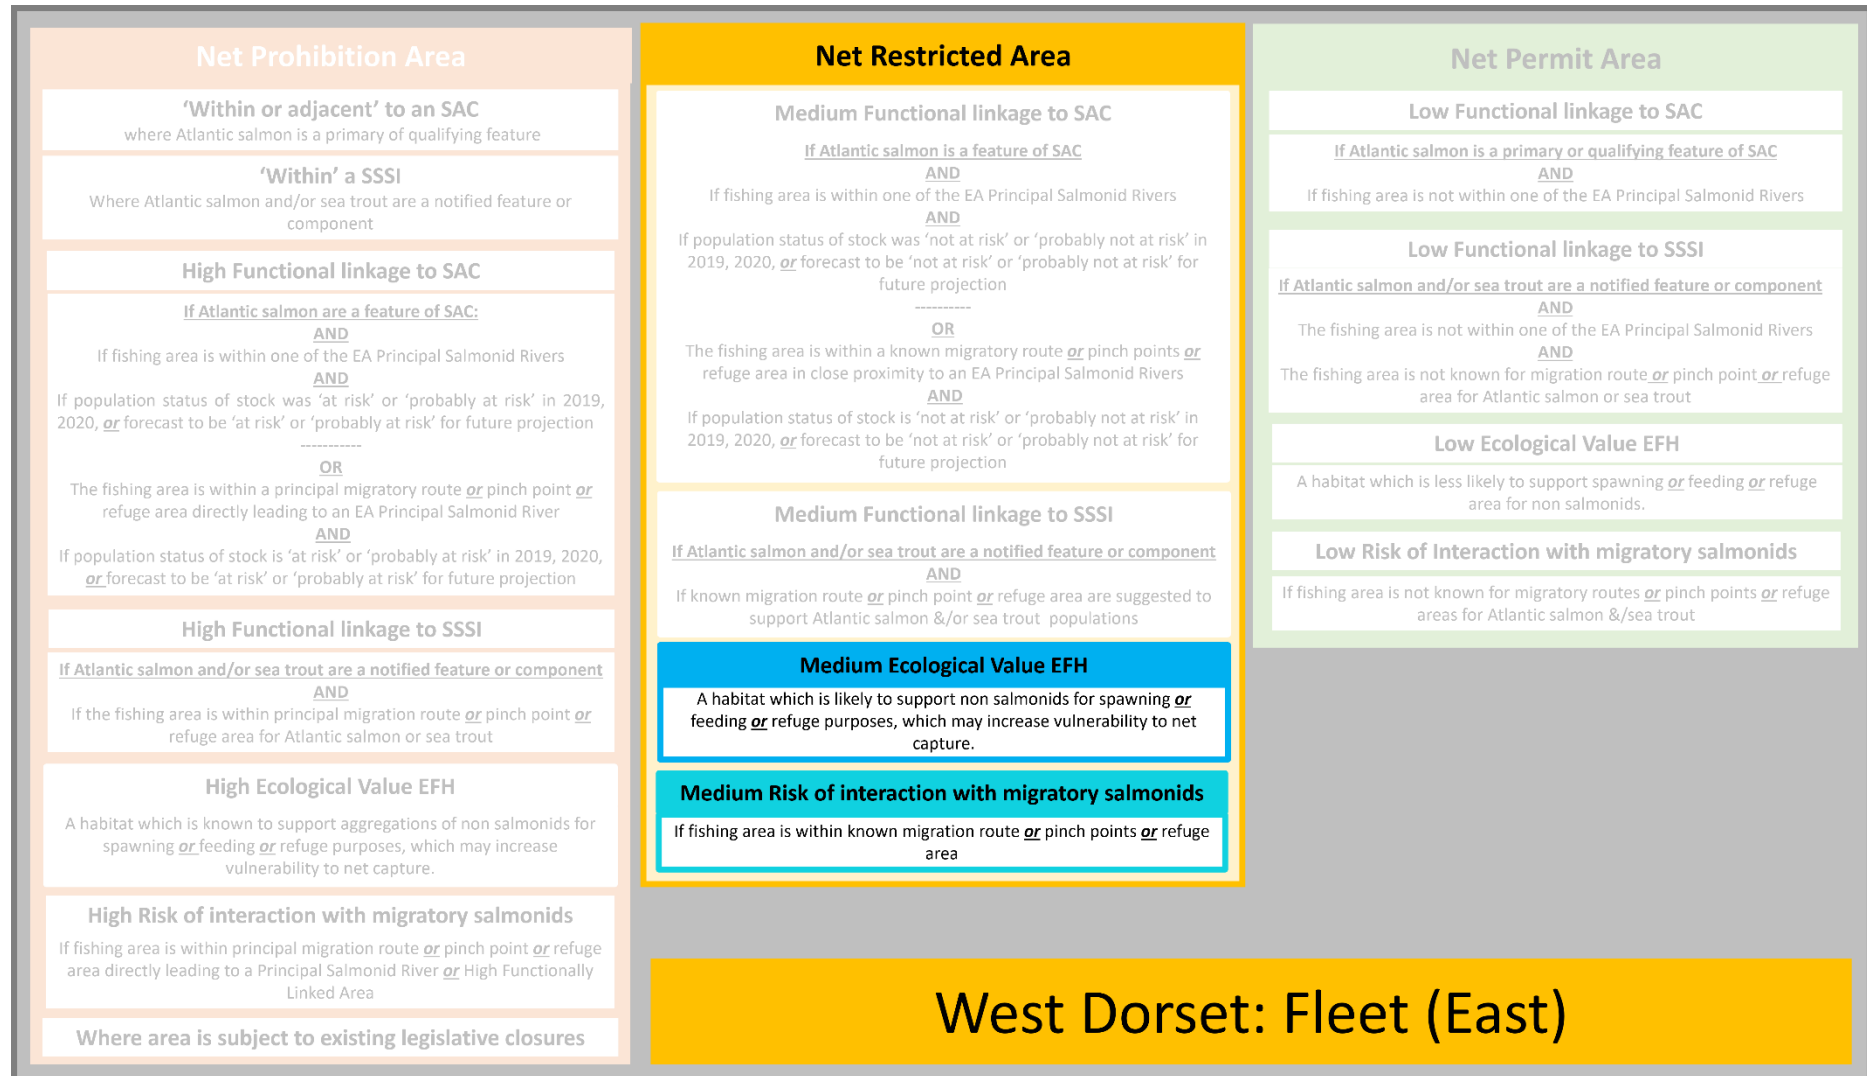 Net Prohibition Area
‘Within or adjacent’ to an SAC
where Atlantic salmon is a primary of qualifying feature
‘Within’ a SSSI
Where Atlantic salmon and/or sea trout are a notified feature or
component
High Functional linkage to SAC
If Atlantic salmon are a feature of SAC:
AND
If fishing area is within one of the EA Principal Salmonid Rivers
AND
If population status of stock was ‘at risk’ or ‘probably at risk’ in 2019,
2020, or forecast to be ‘at risk’ or ‘probably at risk’ for future projection
-----------
OR
The fishing area is within a principal migratory route or pinch point or
refuge area directly leading to an EA Principal Salmonid River
AND
If population status of stock is ‘at risk’ or ‘probably at risk’ in 2019, 2020,
or forecast to be ‘at risk’ or ‘probably at risk’ for future projection
High Functional linkage to SSSI
If Atlantic salmon and/or sea trout are a notified feature or component
AND
If the fishing area is within principal migration route or pinch point or
refuge area for Atlantic salmon or sea trout
High Ecological Value EFH
A habitat which is known to support aggregations of non salmonids for
spawning or feeding or refuge purposes, which may increase
vulnerability to net capture.
High Risk of interaction with migratory salmonids
If fishing area is within principal migration route or pinch point or refuge
area directly leading to a Principal Salmonid River or High Functionally
Linked Area
Where area is subject to existing legislative closures
Net Restricted Area
Medium Functional linkage to SAC
If Atlantic salmon is a feature of SAC
AND
If fishing area is within one of the EA Principal Salmonid Rivers
AND
If population status of stock was ‘not at risk’ or ‘probably not at risk’ in
2019, 2020, or forecast to be ‘not at risk’ or ‘probably not at risk’ for
future projection
----------
OR
The fishing area is within a known migratory route or pinch points or
refuge area in close proximity to an EA Principal Salmonid Rivers
AND
If population status of stock is ‘not at risk’ or ‘probably not at risk’ in
2019, 2020, or forecast to be ‘not at risk’ or ‘probably not at risk’ for
future projection
Medium Functional linkage to SSSI
If Atlantic salmon and/or sea trout are a notified feature or component
AND
If known migration route or pinch point or refuge area are suggested to
support Atlantic salmon &/or sea trout populations
Medium Ecological Value EFH
A habitat which is likely to support non salmonids for spawning or
feeding or refuge purposes, which may increase vulnerability to net
capture.
Medium Risk of interaction with migratory salmonids
If fishing area is within known migration route or pinch points or refuge
area
Net Permit Area
Low Functional linkage to SAC
If Atlantic salmon is a primary or qualifying feature of SAC
AND
If fishing area is not within one of the EA Principal Salmonid Rivers
Low Functional linkage to SSSI
If Atlantic salmon and/or sea trout are a notified feature or component
AND
The fishing area is not within one of the EA Principal Salmonid Rivers
AND
The fishing area is not known for migration route or pinch point or refuge
area for Atlantic salmon or sea trout
Low Ecological Value EFH
A habitat which is less likely to support spawning or feeding or refuge
area for non salmonids.
Low Risk of Interaction with migratory salmonids
If fishing area is not known for migratory routes or pinch points or refuge
areas for Atlantic salmon &/sea trout
West Dorset: Fleet (East)